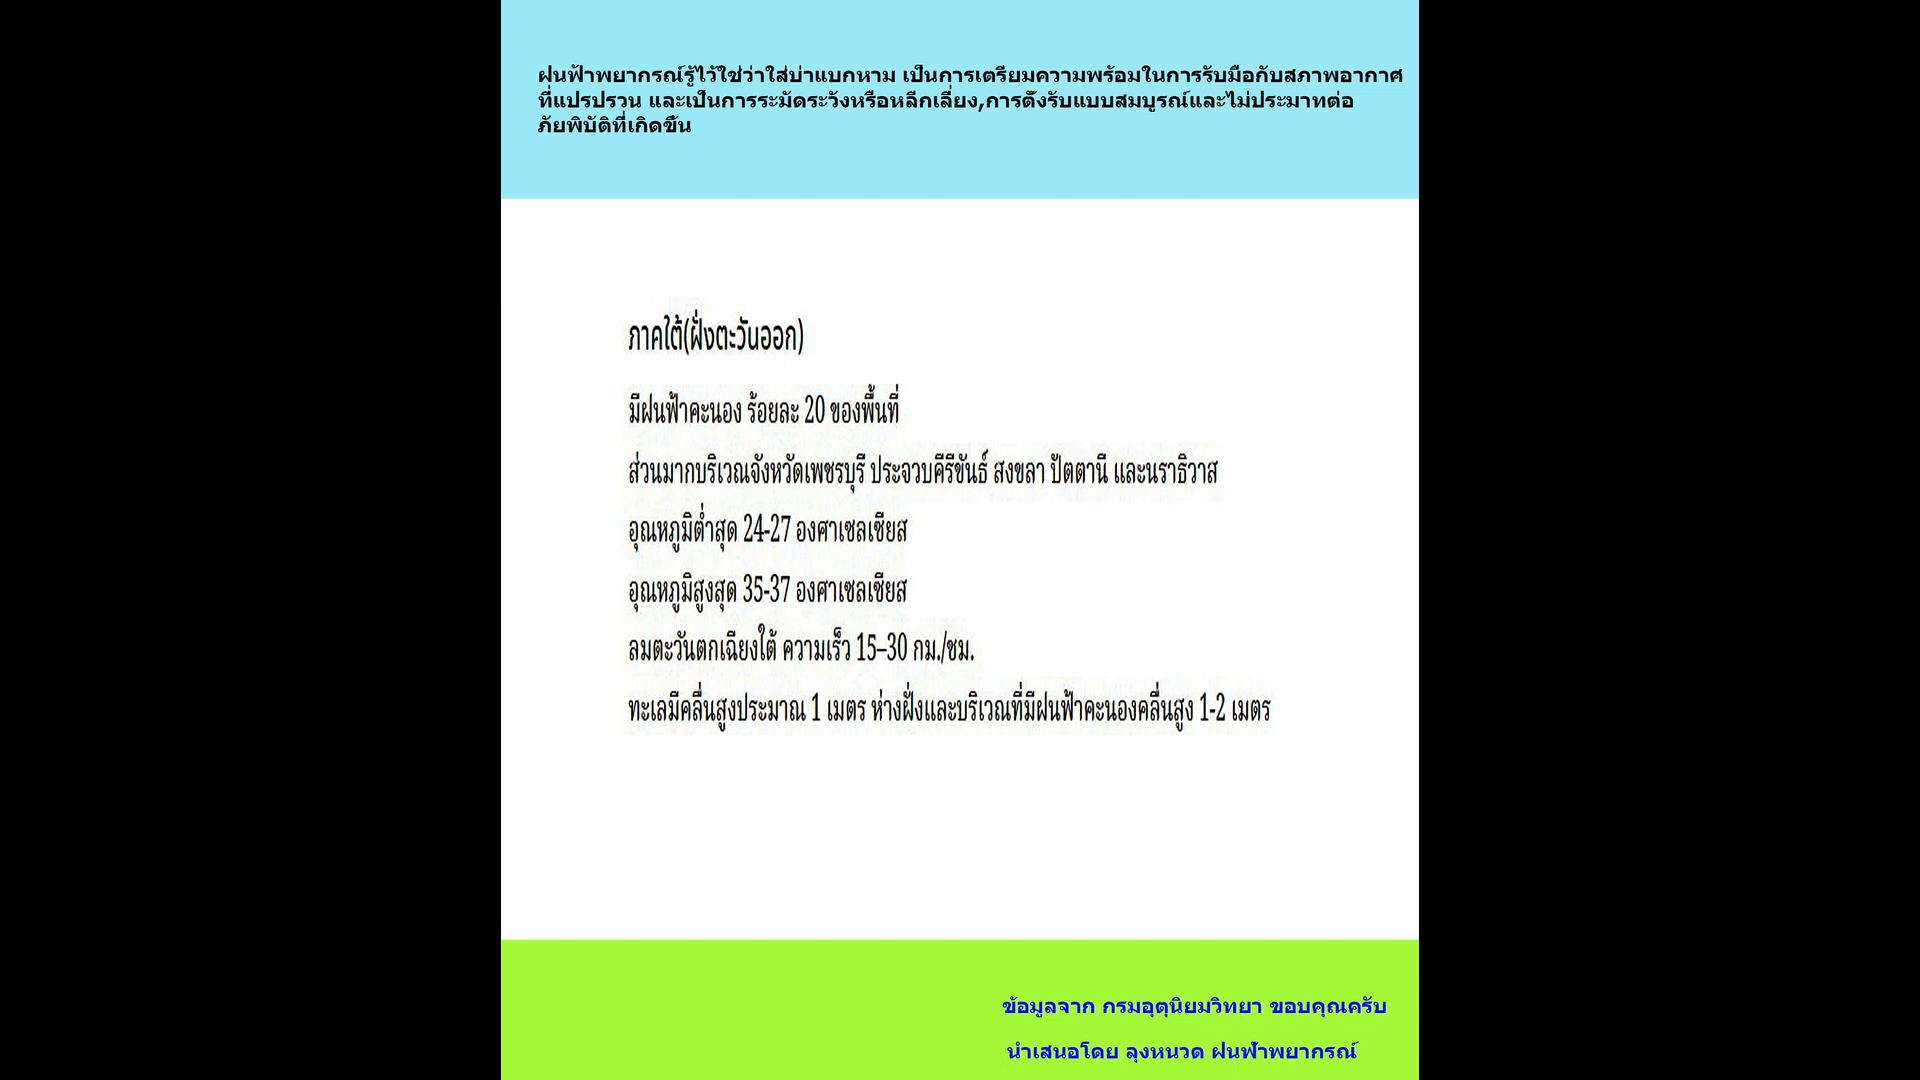 ฝนฟ้าพยากรณ์รู้ไว้ใช่ว่าใส่บ่าแบกหาม เป็นการเตรียมความพร้อมในการรับมือกับสภาพอากาศ
ที่แปรปรวน และเป็นการระมัดระวังหรือหลีกเลี่ยง,การตั้งรับแบบสมบูรณ์และไม่ประมาทต่อ
ภัยพิบัติที่เกิดขึ้น
ภาคใต้(ฝั่งตะวันออก)
มีฝนฟ้าคะนอง ร้อยละ 20 ของพื้นที่
ส่วนมากบริเวณจังหวัดเพชรบุรี ประจวบคีรีขันธ์ สงขลา ปัตตานี และนราธิวาส
อุณหภูมิต่ำสุด 24-27 องศาเซลเซียส
อุณหภูมิสูงสุด 35-37 องศาเซลเซียส
ลมตะวันตกเฉียงใต้ ความเร็ว 15–30 กม./ชม.
ทะเลมีคลื่นสูงประมาณ 1 เมตร ห่างฝั่งและบริเวณที่มีฝนฟ้าคะนองคลื่นสูง 1-2 เมตร
ข้อมูลจาก กรมอุตุนิยมวิทยา ขอบคุณครับ
นำเสนอโดย ลุงหนวด ฝนฟ้าพยากรณ์